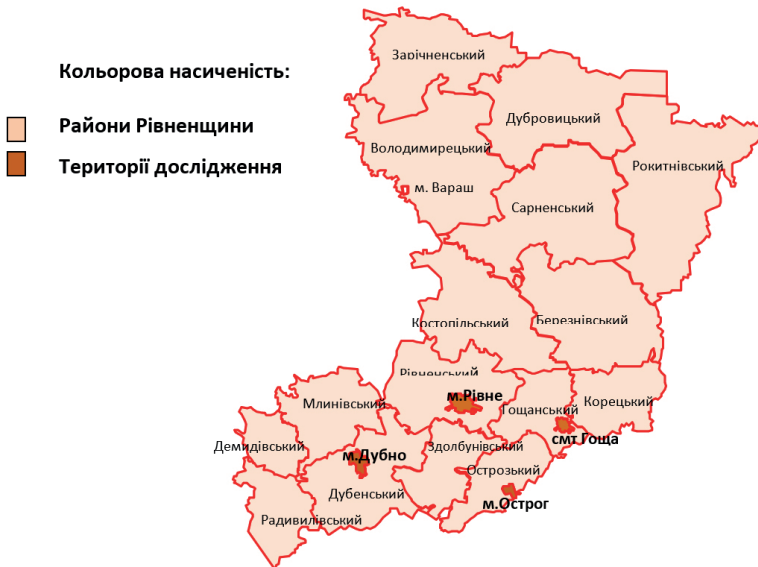 Кольорова насиченість:
Райони Рівненщини
Території дослідження
Зарічненський
Дубровицький
Володимирецький
Рокитнівський
м. Вараш
Сарненський
Костопільський
Березнівський
Рівненський
м.Рівне
Млинівський
Гощанський
Корецький
смт Гоща
Демидівський
Здолбунівський
м.Дубно
Острозький
Дубенський
м.Острог
Радивилівський